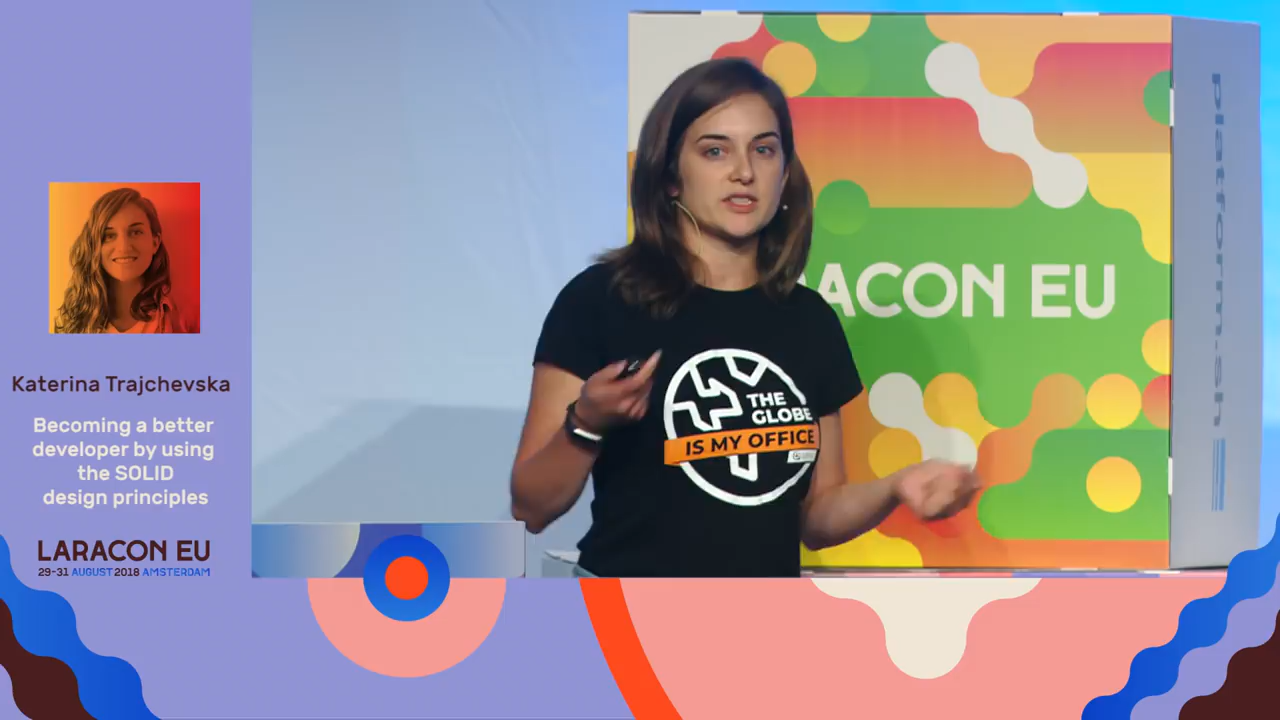 Katerina Trajchevska
Becoming a better
developer by using
the SOLID
design principles
LARACON EU
29-31 AUGUST 2018 AMSTERDAM
THE
GLOBE
IS MY OFFICE
ACON EU
platform.sh